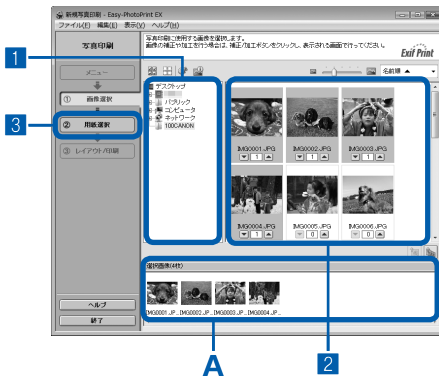 新規写真印刷 - Easy-PhotoPrint EX
ファイル(F) 編集(E) 表示(V) ヘルプ(H)
写真印刷
写真印刷に使用する画像を選択します。
画像の補正や加工を行う場合は、補正/加工ボタンをクリックし、表示される画面で行ってください。
Exif Print
1
メニュー
名前順 ▲
① 画像選択
デスクトップ
パブリック
コンピュータ
ネットワーク
100CANON
3
② 用紙選択
③ レイアウト/印刷
IMG0001.JPG
IMG0002.JPG
IMG0003.JPG
1
1
1
IMG0004.JPG
IMG0005.JPG
IMG0006.JPG
1
0
0
選択画像(4枚)
IMG0001.JP...
IMG0002.JP...
IMG0003.JP...
IMG0004.JP...
ヘルプ
終了
A
2